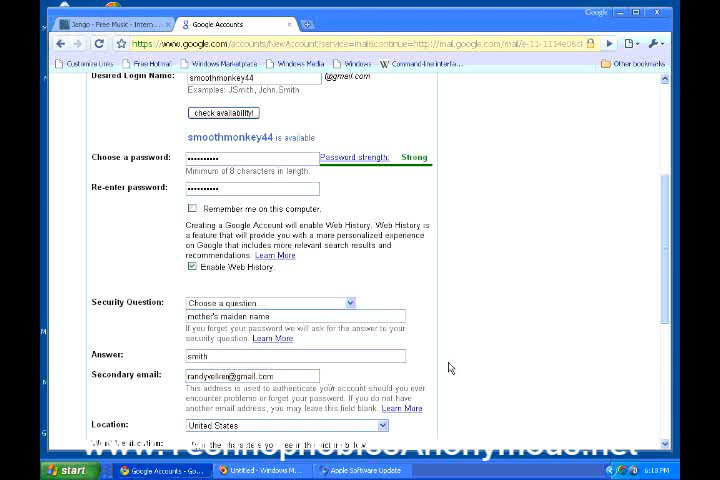 Google
Jango - Free Music - Intern...
Google Accounts
https://www.google.com/accounts/NewAccount?service=mail&continue=http://mail.google.com/mail/e-11-1114e06cf
Customize Links
Free Hotmail
Windows Marketplace
Windows Media
Windows
Command-line interfa...
Other bookmarks
Desired Login Name:
smoothmonkey44
@gmail.com
Examples: JSmith, John.Smith
check availability!
smoothmonkey44 is available
Choose a password:
Password strength:
Strong
Minimum of 8 characters in length.
Re-enter password:
Remember me on this computer.
Creating a Google Account will enable Web History. Web History is
a feature that will provide you with a more personalized experience
on Google that includes more relevant search results and
recommendations. Learn More
Enable Web History.
Security Question:
Choose a question ...
mother's maiden name
If you forget your password we will ask for the answer to your
security question. Learn More
Answer:
smith
Secondary email:
randyvelker@gmail.com
This address is used to authenticate your account should you ever
encounter problems or forget your password. If you do not have
another email address, you may leave this field blank. Learn More
Location:
United States
www.TechnophobicsAnonymous.net
start
Google Accounts - Go...
Untitled - Windows M...
Apple Software Update
6:18 PM